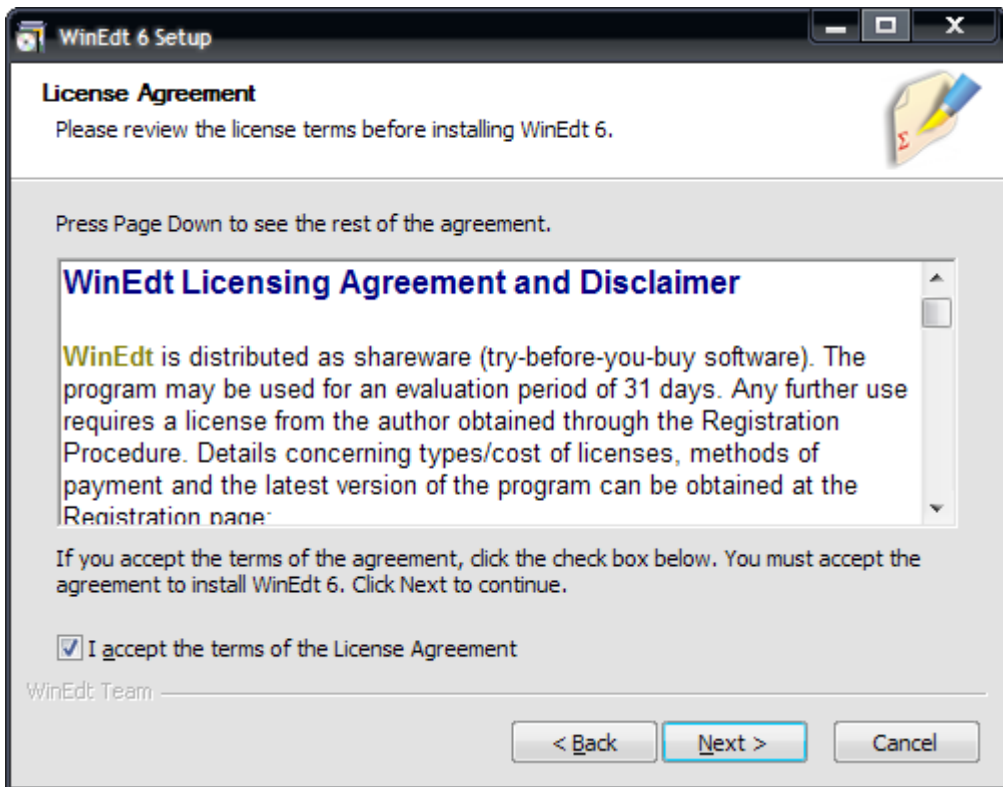 WinEdt 6 Setup
License Agreement
Please review the license terms before installing WinEdt 6.
Σ
Press Page Down to see the rest of the agreement.
WinEdt Licensing Agreement and Disclaimer
WinEdt is distributed as shareware (try-before-you-buy software). The
program may be used for an evaluation period of 31 days. Any further use
requires a license from the author obtained through the Registration
Procedure. Details concerning types/cost of licenses, methods of
payment and the latest version of the program can be obtained at the
Registration page:
If you accept the terms of the agreement, click the check box below. You must accept the
agreement to install WinEdt 6. Click Next to continue.
I accept the terms of the License Agreement
WinEdt Team
< Back Next > Cancel